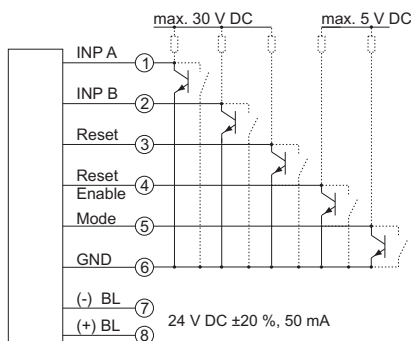 max. 30 V DC
max. 5 V DC
INP A 1
INP B 2
Reset 3
Reset
Enable 4
Mode 5
GND 6
(-) BL 7
(+) BL 8
24 V DC ±20 %, 50 mA